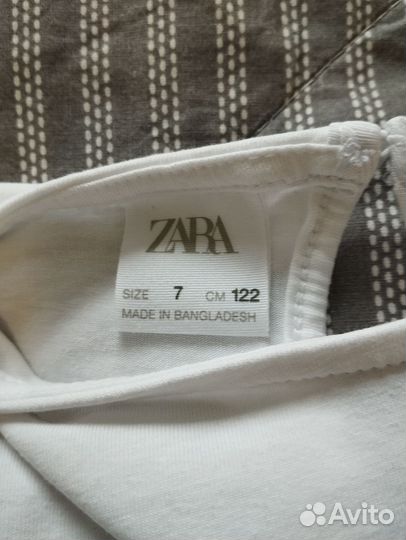 ZARA
SIZE 7 CM 122
MADE IN BANGLADESH
Avito